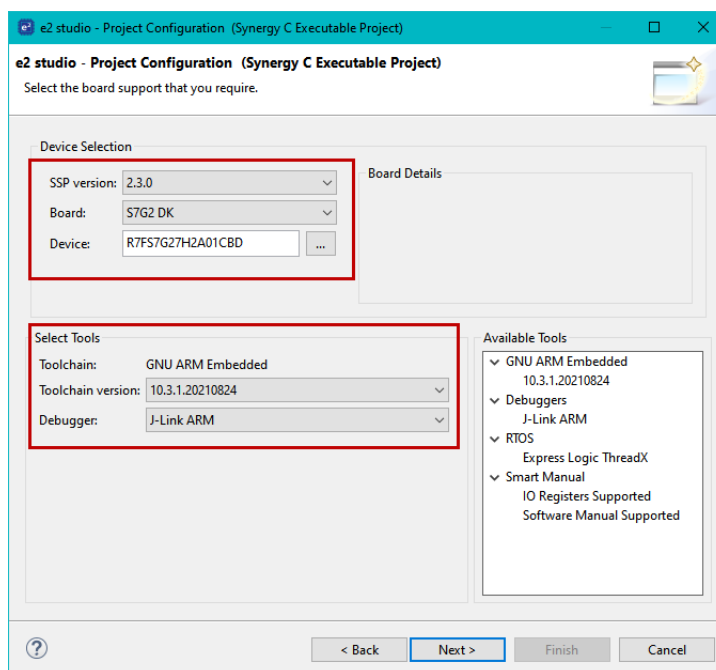 e2 studio - Project Configuration (Synergy C Executable Project)
e2 studio - Project Configuration (Synergy C Executable Project)
Select the board support that you require.
Device Selection
SSP version: 2.3.0
Board: S7G2 DK
Device: R7FS7G27H2A01CBD ...
Board Details
Select Tools
Toolchain: GNU ARM Embedded
Toolchain version: 10.3.1.20210824
Debugger: J-Link ARM
Available Tools
GNU ARM Embedded
10.3.1.20210824
Debuggers
J-Link ARM
RTOS
Express Logic ThreadX
Smart Manual
IO Registers Supported
Software Manual Supported
? < Back Next > Finish Cancel